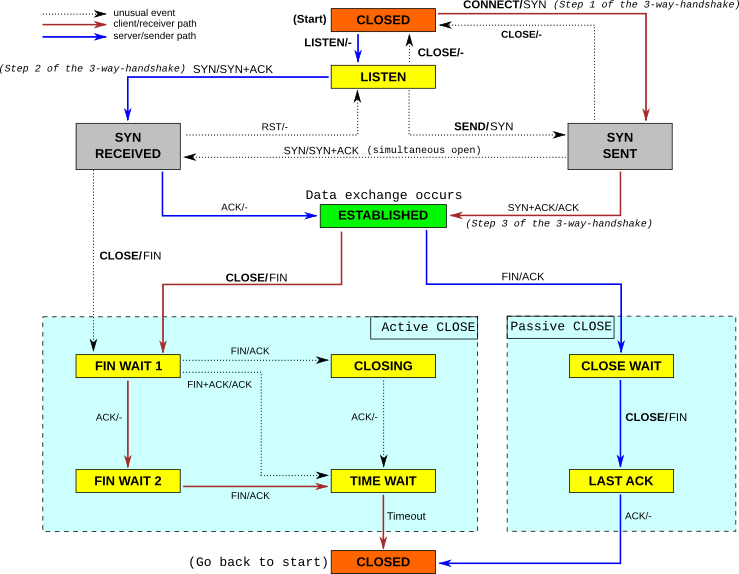 unusual event
client/receiver path
server/sender path
(Start) CLOSED
CONNECT/SYN (Step 1 of the 3-way-handshake)
LISTEN/-
CLOSE/-
CLOSE/-
(Step 2 of the 3-way-handshake) SYN/SYN+ACK
LISTEN
SYN
RECEIVED
RST/-
SEND/SYN
SYN
SENT
SYN/SYN+ACK (simultaneous open)
Data exchange occurs
ACK/-
ESTABLISHED
SYN+ACK/ACK
(Step 3 of the 3-way-handshake)
CLOSE/FIN
CLOSE/FIN
FIN/ACK
Active CLOSE
Passive CLOSE
FIN WAIT 1
FIN/ACK
CLOSING
CLOSE WAIT
FIN+ACK/ACK
ACK/-
ACK/-
CLOSE/FIN
FIN WAIT 2
FIN/ACK
TIME WAIT
LAST ACK
Timeout
ACK/-
(Go back to start) CLOSED